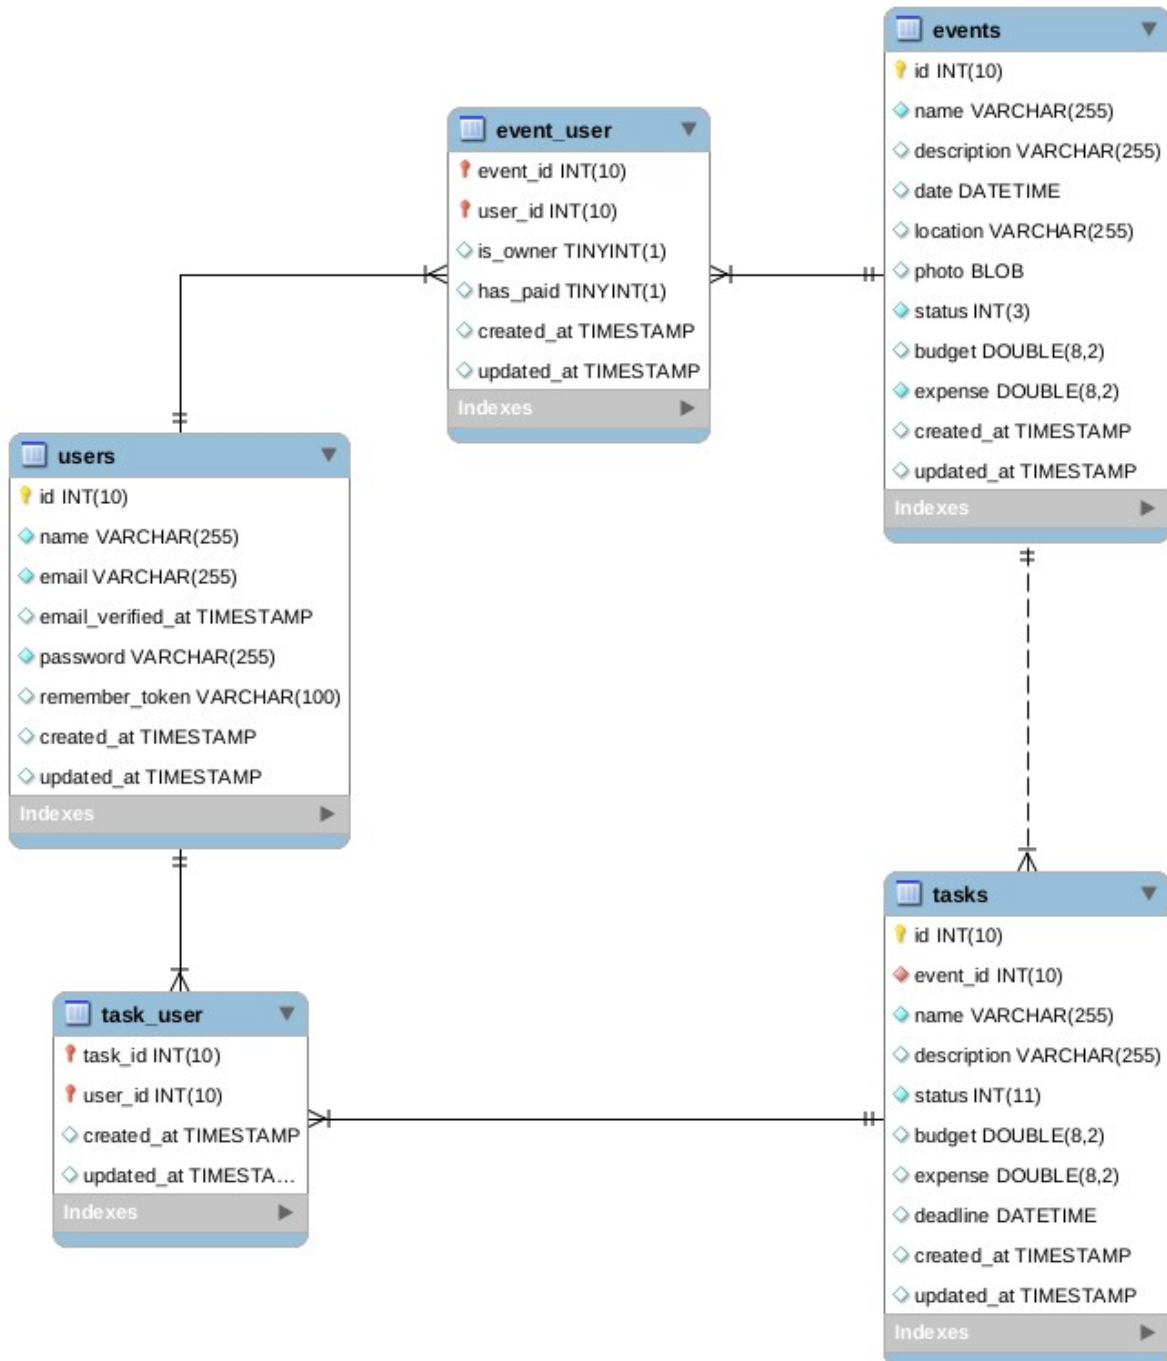 events
id INT(10)
name VARCHAR(255)
description VARCHAR(255)
date DATETIME
location VARCHAR(255)
photo BLOB
status INT(3)
budget DOUBLE(8,2)
expense DOUBLE(8,2)
created_at TIMESTAMP
updated_at TIMESTAMP
Indexes
event_user
event_id INT(10)
user_id INT(10)
is_owner TINYINT(1)
has_paid TINYINT(1)
created_at TIMESTAMP
updated_at TIMESTAMP
Indexes
users
id INT(10)
name VARCHAR(255)
email VARCHAR(255)
email_verified_at TIMESTAMP
password VARCHAR(255)
remember_token VARCHAR(100)
created_at TIMESTAMP
updated_at TIMESTAMP
Indexes
task_user
task_id INT(10)
user_id INT(10)
created_at TIMESTAMP
updated_at TIMESTA...
Indexes
tasks
id INT(10)
event_id INT(10)
name VARCHAR(255)
description VARCHAR(255)
status INT(11)
budget DOUBLE(8,2)
expense DOUBLE(8,2)
deadline DATETIME
created_at TIMESTAMP
updated_at TIMESTAMP
Indexes